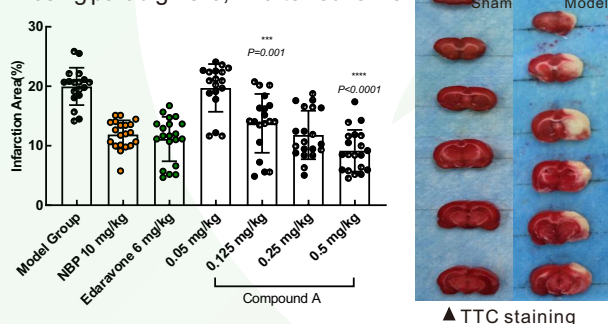 Sham
Model
30
20
10
0
Infarction Area(%)
***
P=0.001
****
P<0.0001
Model Group
NBP 10 mg/kg
Edaravone 6 mg/kg
0.05 mg/kg
0.125 mg/kg
0.25 mg/kg
0.5 mg/kg
Compound A
▲ TTC staining